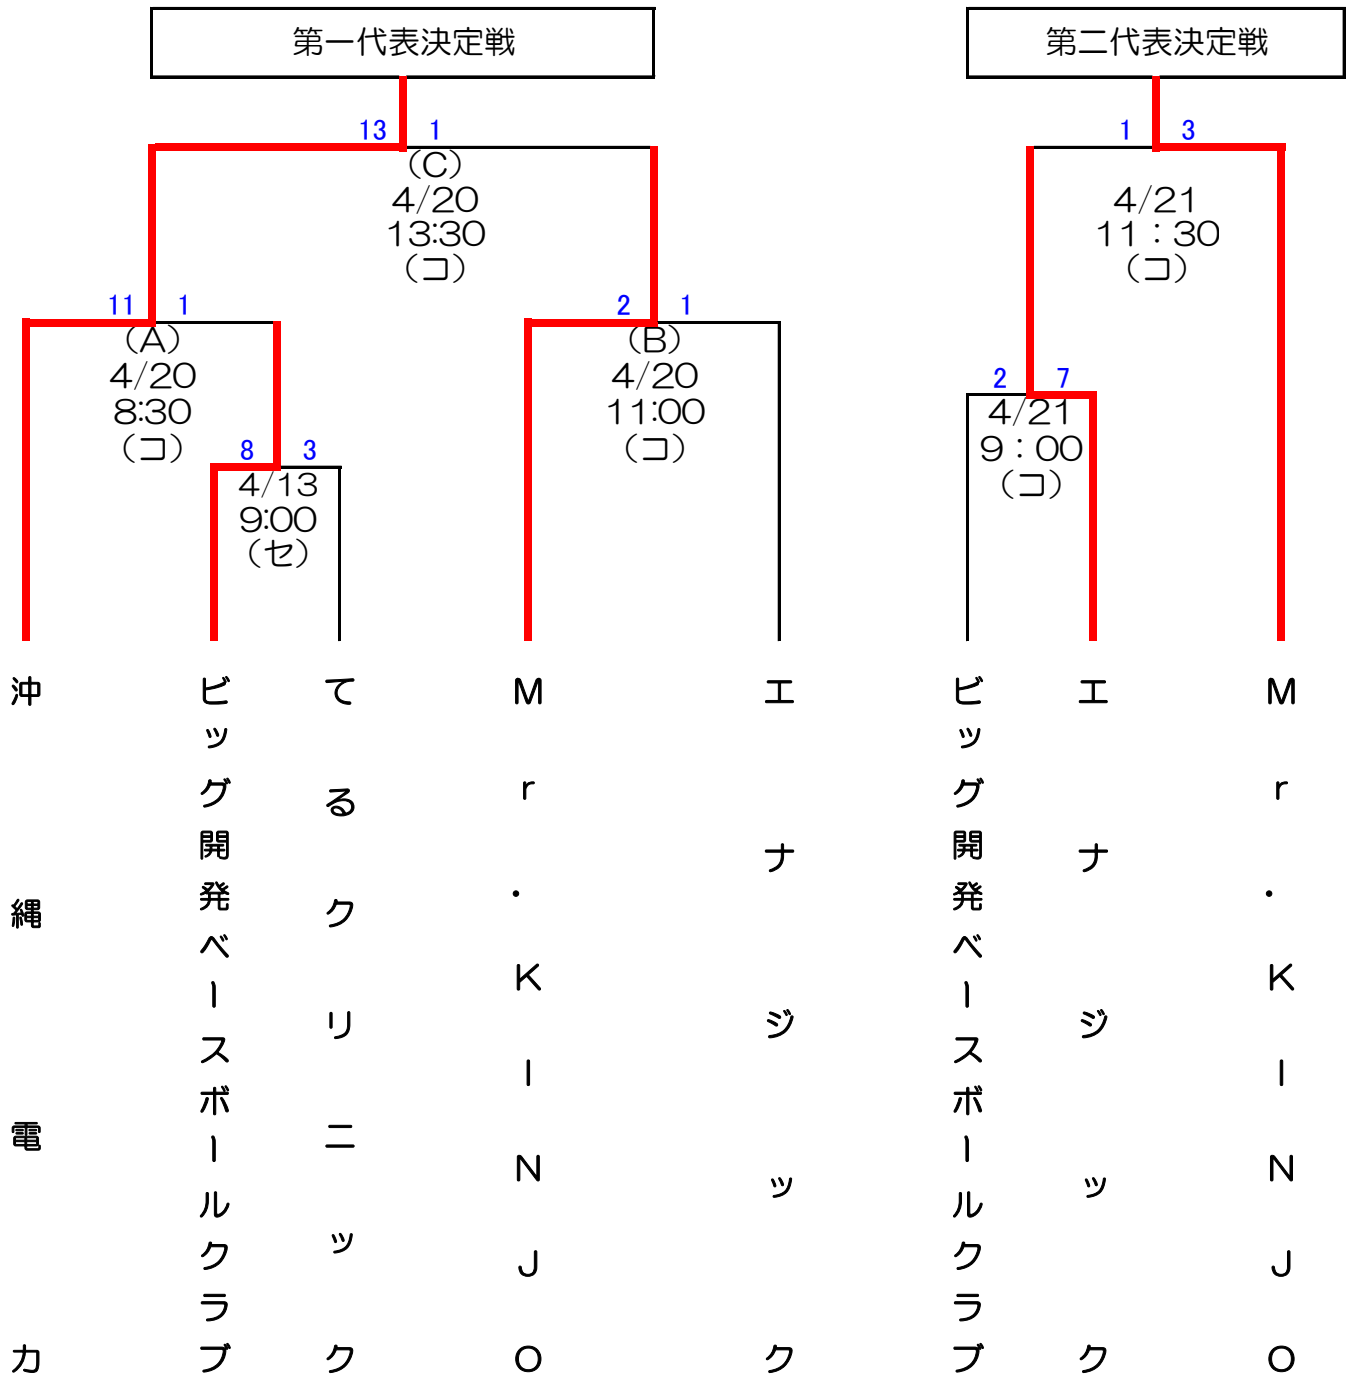 第一代表決定戦
第二代表決定戦
13 1
(C)
4/20
13:30
(コ)
1 3
4/21
11：30
(コ)
11 1
(A)
4/20
8:30
(コ)
2 1
(B)
4/20
11:00
(コ)
2 7
4/21
9：00
(コ)
8 3
4/13
9:00
(セ)
沖縄電力
ビッグ開発ベースボールクラブ
てるクリニック
Mr.KINJO
エナジック
ビッグ開発ベースボールクラブ
エナジック
Mr.KINJO